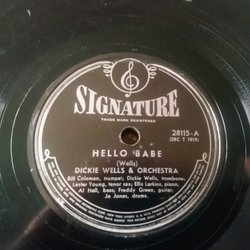 SIGNATURE
TRADE MARK REGISTERED
28115-A
(SRC T 1919)
HELLO BABE
(Wells)
DICKIE WELLS & ORCHESTRA
Bill Coleman, trumpet; Dickie Wells, trombone;
Lester Young, tenor sax; Ellis Larkins, piano;
Al Hall, bass; Freddy Green, guitar;
Jo Jones, drums.